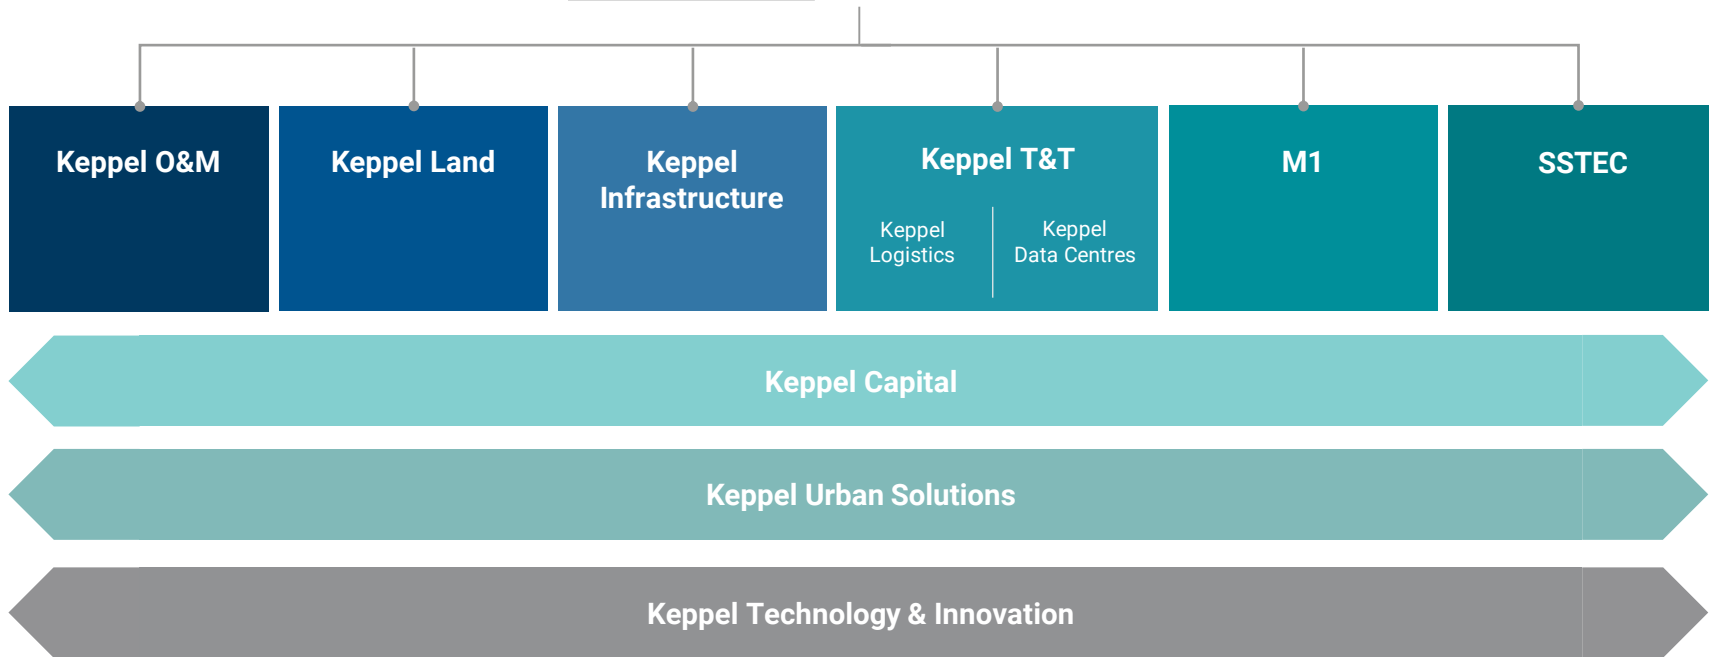 Keppel O&M
Keppel Land
Keppel
Infrastructure
Keppel T&T
Keppel
Logistics
Keppel
Data Centres
M1
SSTEC
Keppel Capital
Keppel Urban Solutions
Keppel Technology & Innovation